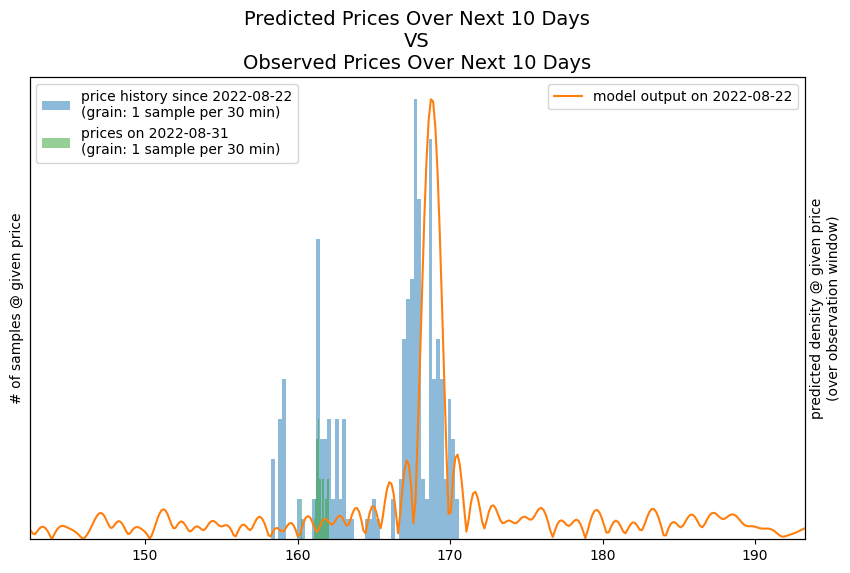 Predicted Prices Over Next 10 Days
VS
Observed Prices Over Next 10 Days
price history since 2022-08-22
(grain: 1 sample per 30 min)
prices on 2022-08-31
(grain: 1 sample per 30 min)
model output on 2022-08-22
# of samples @ given price
predicted density @ given price
(over observation window)
150
160
170
180
190